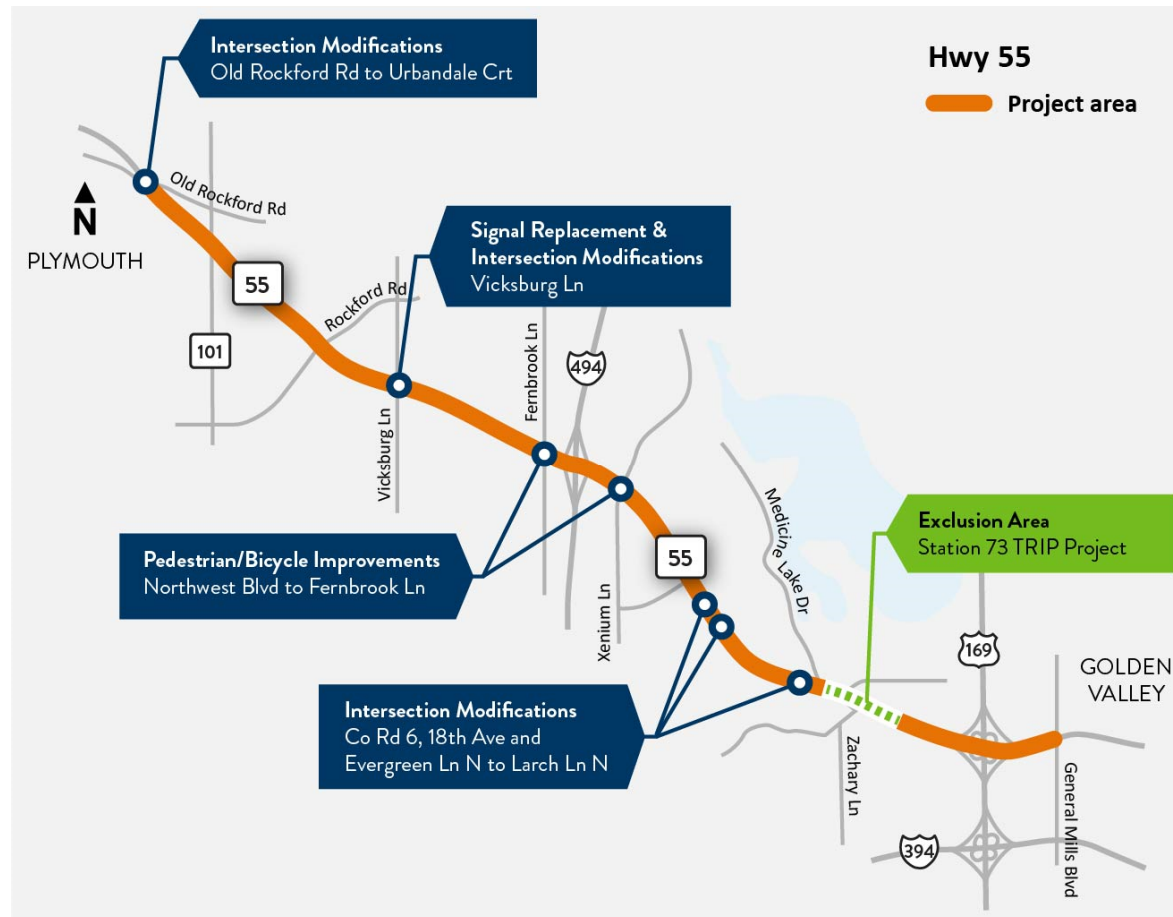 Intersection Modifications
Old Rockford Rd to Urbandale Crt
Hwy 55
Project area
Old Rockford Rd
N
PLYMOUTH
Signal Replacement &
Intersection Modifications
Vicksburg Ln
55
Rockford Rd
101
Fernbrook Ln
494
Vicksburg Ln
Medicine Lake Dr
Exclusion Area
Station 73 TRIP Project
Pedestrian/Bicycle Improvements
Northwest Blvd to Fernbrook Ln
55
Xenium Ln
169
GOLDEN
VALLEY
Intersection Modifications
Co Rd 6, 18th Ave and
Evergreen Ln N to Larch Ln N
Zachary Ln
General Mills Blvd
394